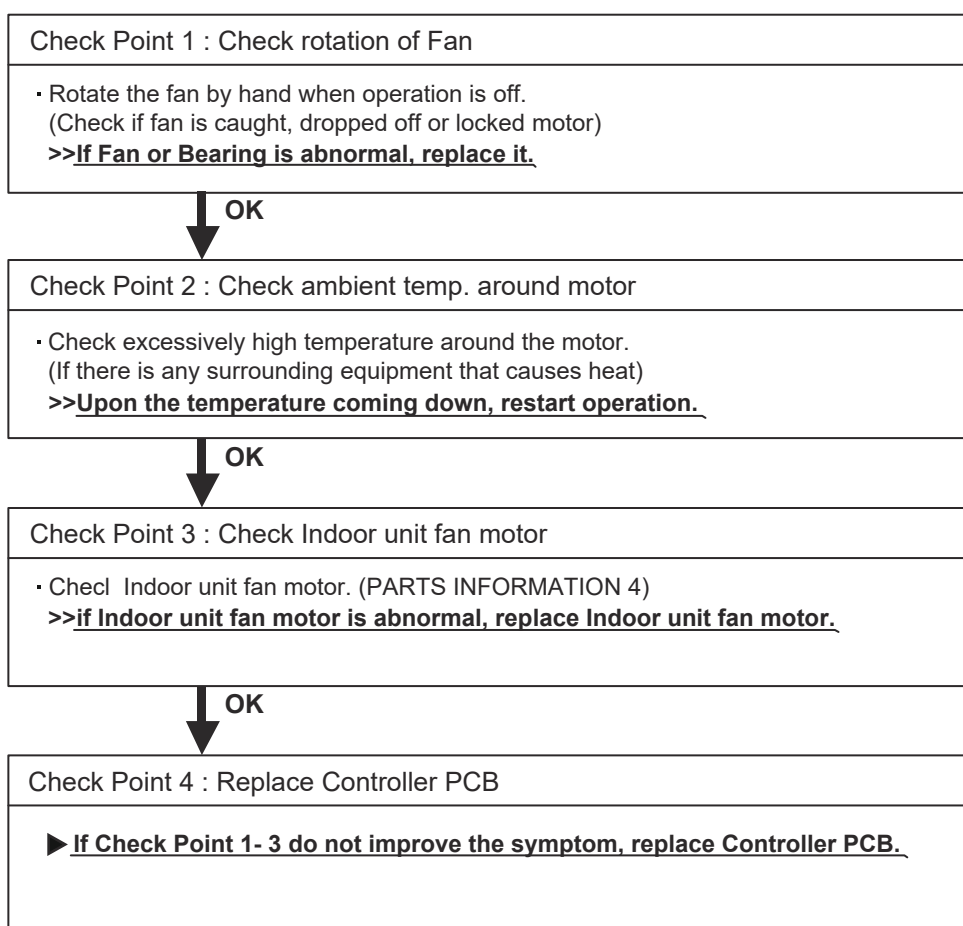 Check Point 1 : Check rotation of Fan
・Rotate the fan by hand when operation is off.
(Check if fan is caught, dropped off or locked motor)
>>If Fan or Bearing is abnormal, replace it.
OK
Check Point 2 : Check ambient temp. around motor
・Check excessively high temperature around the motor.
(If there is any surrounding equipment that causes heat)
>>Upon the temperature coming down, restart operation.
OK
Check Point 3 : Check Indoor unit fan motor
・Checl Indoor unit fan motor. (PARTS INFORMATION 4)
>>if Indoor unit fan motor is abnormal, replace Indoor unit fan motor.
OK
Check Point 4 : Replace Controller PCB
▶If Check Point 1- 3 do not improve the symptom, replace Controller PCB.